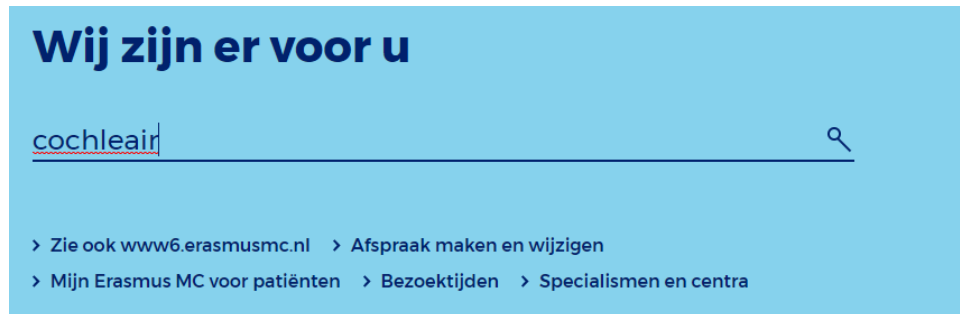 Wij zijn er voor u
cochleair
> Zie ook www6.erasmusmc.nl > Afspraak maken en wijzigen
> Mijn Erasmus MC voor patiënten > Bezoektijden > Specialismen en centra